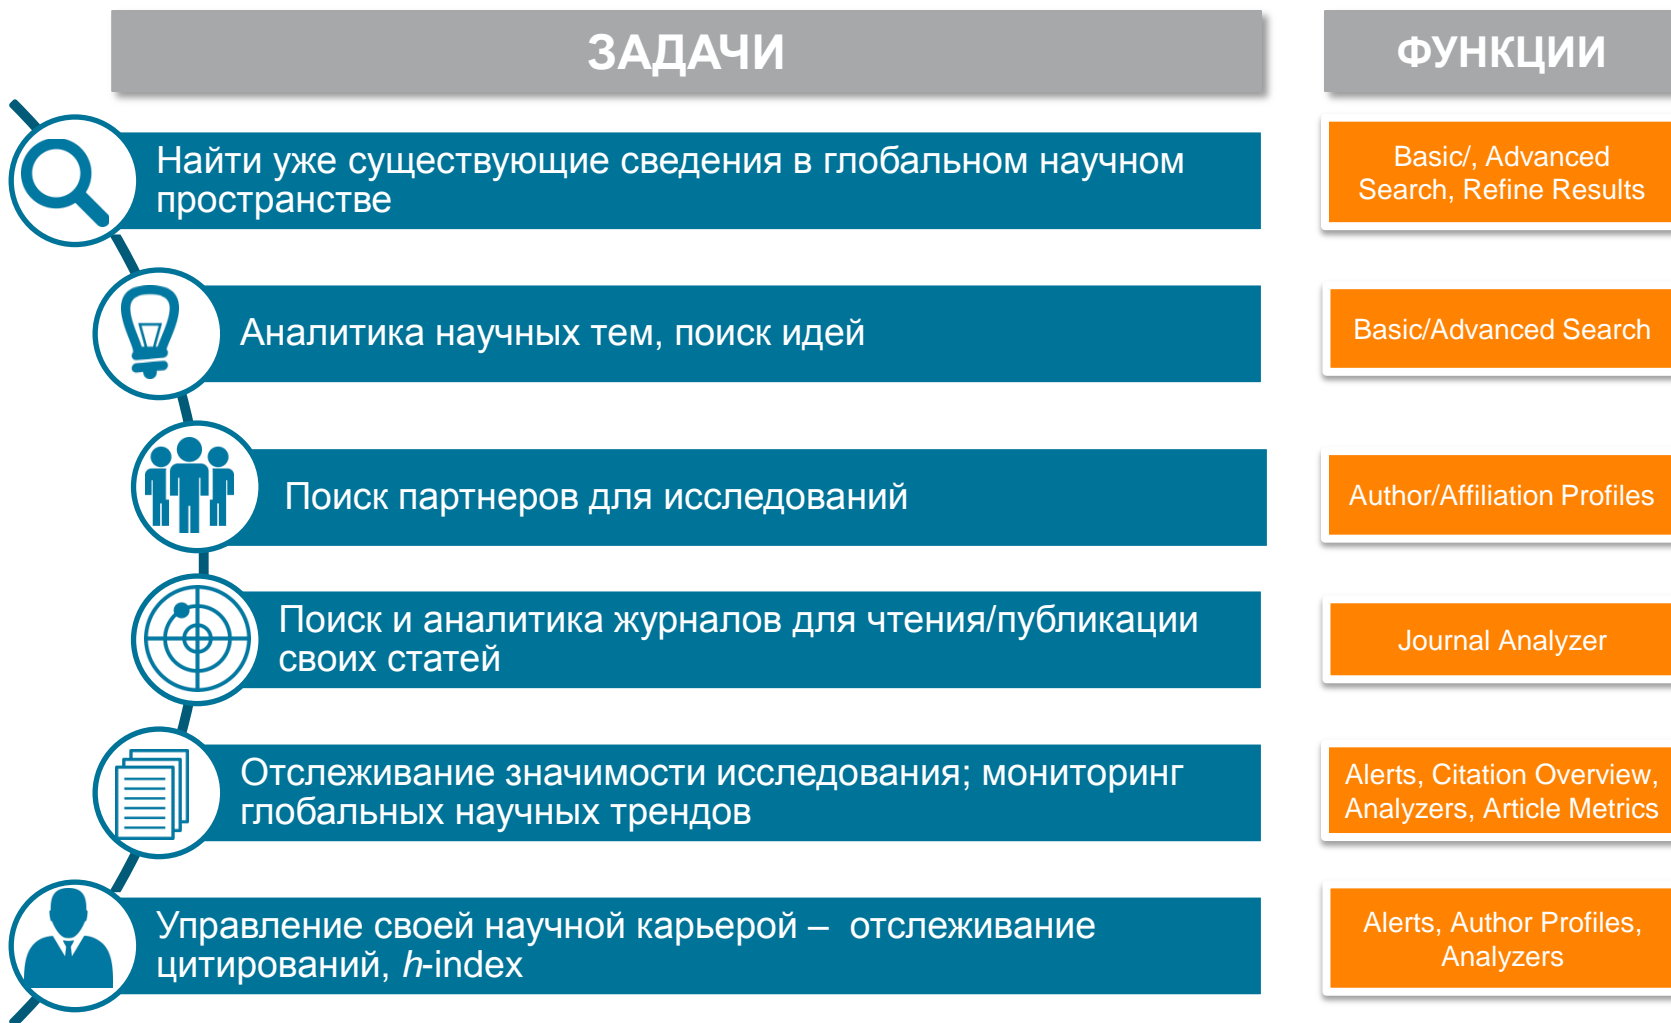 ЗАДАЧИ
ФУНКЦИИ
Найти уже существующие сведения в глобальном научном
пространстве
Basic/, Advanced
Search, Refine Results
Аналитика научных тем, поиск идей
Basic/Advanced Search
Поиск партнеров для исследований
Author/Affiliation Profiles
Поиск и аналитика журналов для чтения/публикации
своих статей
Journal Analyzer
Отслеживание значимости исследования; мониторинг
глобальных научных трендов
Alerts, Citation Overview,
Analyzers, Article Metrics
Управление своей научной карьерой – отслеживание
цитирований, h-index
Alerts, Author Profiles,
Analyzers